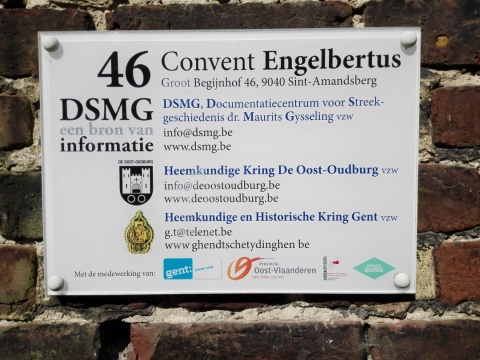 46 Convent Engelbertus
Groot Begijnhof 46, 9040 Sint-Amandsberg
DSMG
een bron van
informatie
DSMG, Documentatiecentrum voor Streek-
geschiedenis dr. Maurits Gysseling vzw
info@dsmg.be
www.dsmg.be
DE OOST-OUDBURG
Heemkundige Kring De Oost-Oudburg vzw
info@deoostoudburg.be
www.deoostoudburg.be
Heemkundige en Historische Kring Gent vzw
g.t@telenet.be
www.ghendtschetydinghen.be
Met de medewerking van:
gent:
Provincie
Oost-Vlaanderen